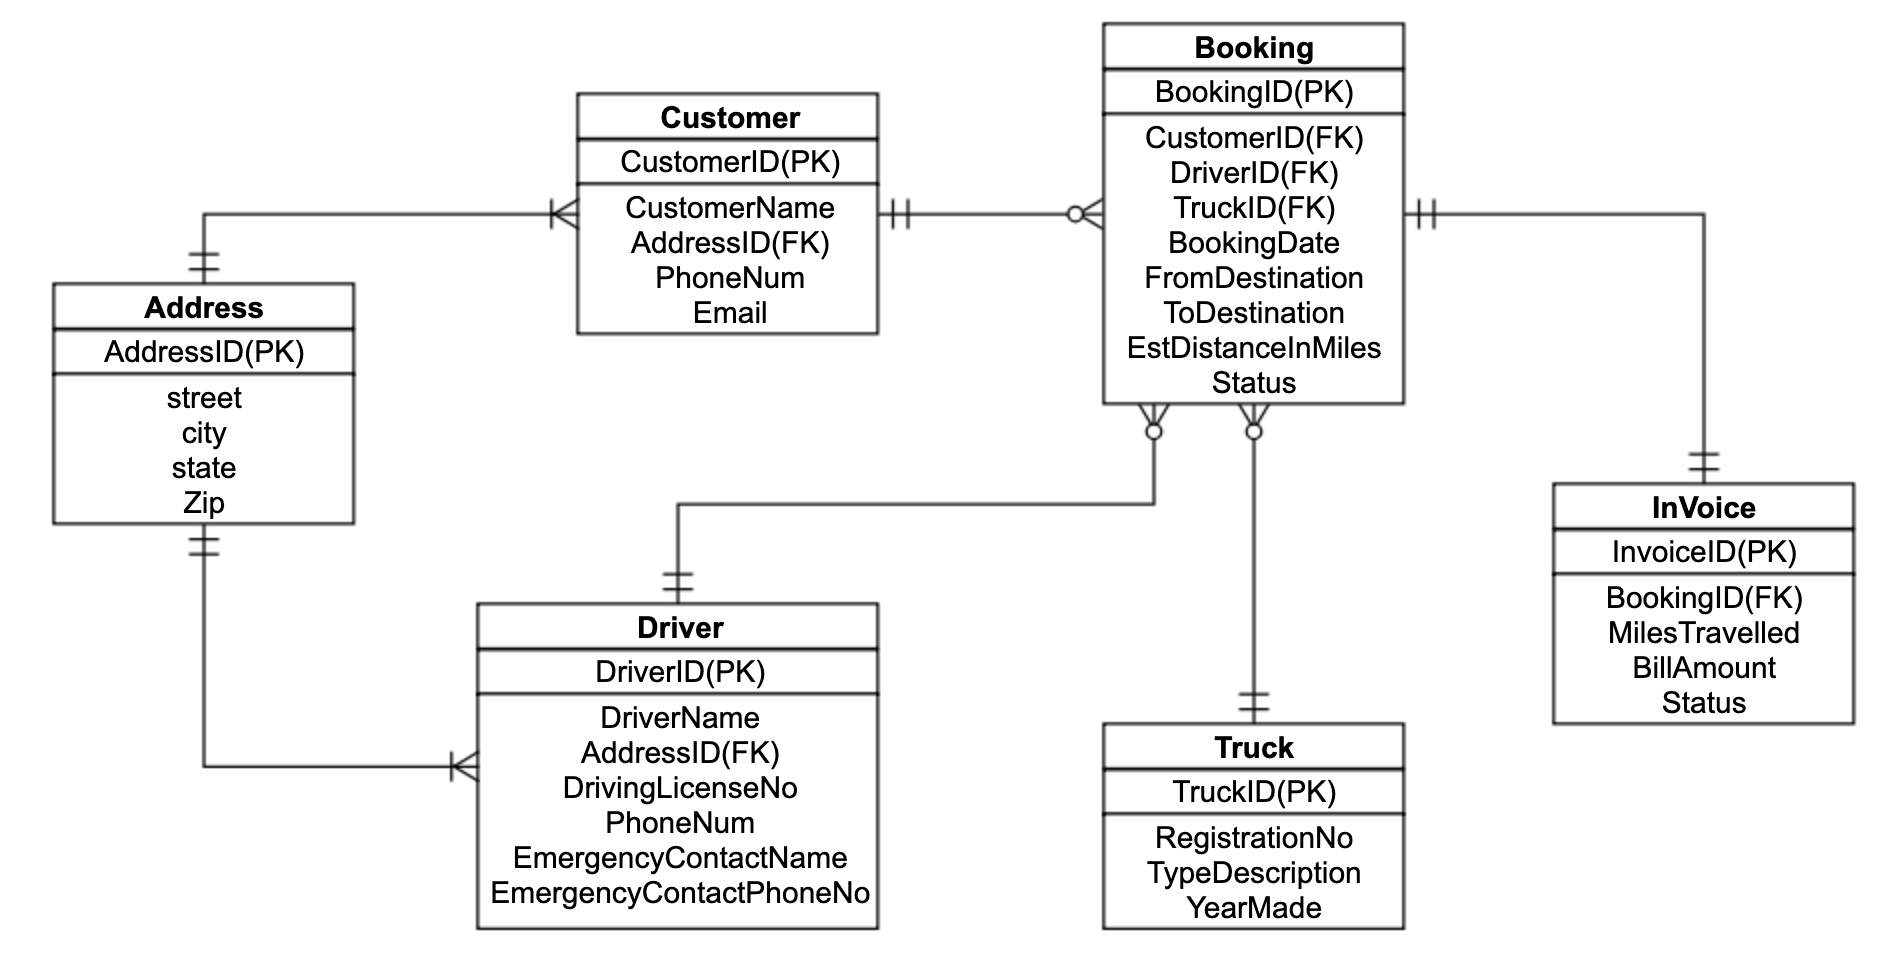 Booking
BookingID(PK)
CustomerID(FK)
DriverID(FK)
TruckID(FK)
BookingDate
FromDestination
ToDestination
EstDistanceInMiles
Status
Customer
CustomerID(PK)
CustomerName
AddressID(FK)
PhoneNum
Email
Address
AddressID(PK)
street
city
state
Zip
InVoice
InvoiceID(PK)
BookingID(FK)
MilesTravelled
BillAmount
Status
Driver
DriverID(PK)
DriverName
AddressID(FK)
DrivingLicenseNo
PhoneNum
EmergencyContactName
EmergencyContactPhoneNo
Truck
TruckID(PK)
RegistrationNo
TypeDescription
YearMade